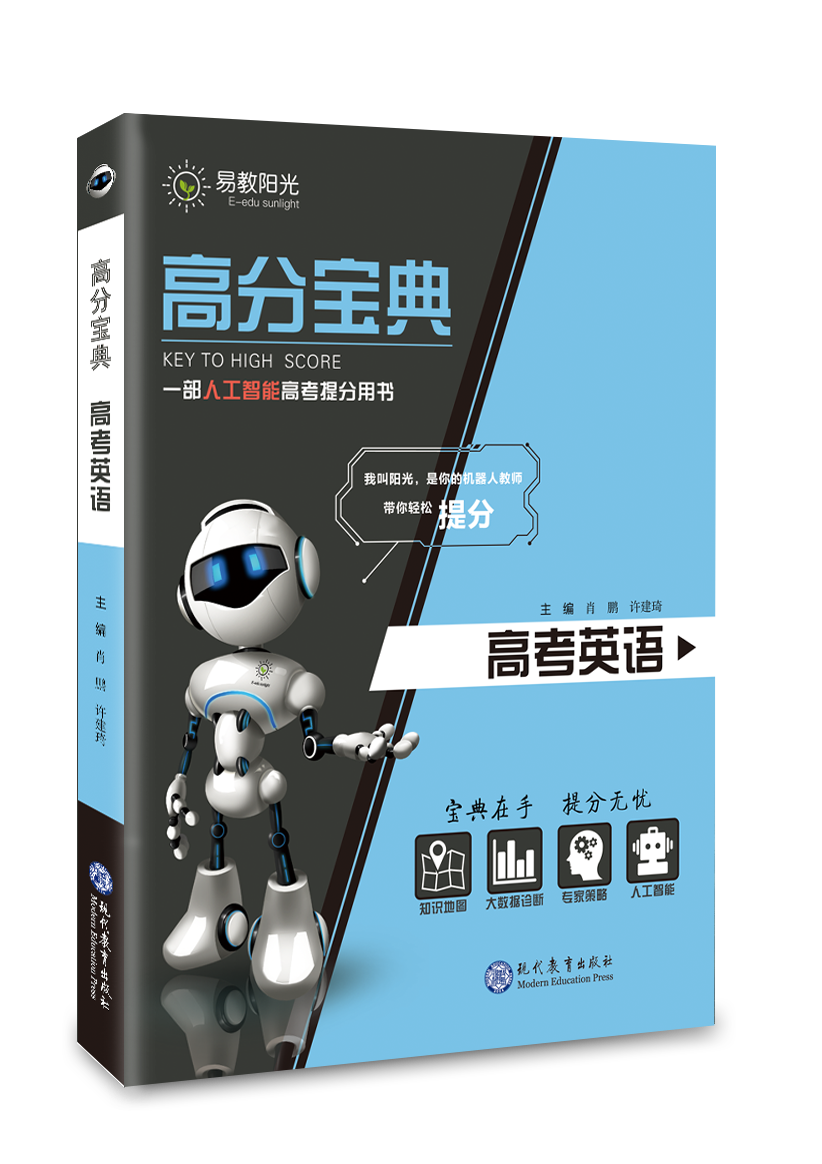 易教阳光
E-edu sunlight
高分宝典
KEY TO HIGH SCORE
一部人工智能高考提分用书
我叫阳光，是你的机器人教师
带你轻松 提分
主 编 肖 鹏 许建琦
高考英语
宝典在手 提分无忧
知识地图 大数据诊断 专家策略 人工智能
现代教育出版社
Modern Education Press
高分宝典 高考英语
主编 肖鹏 许建琦
现代教育出版社
Modern Education Press